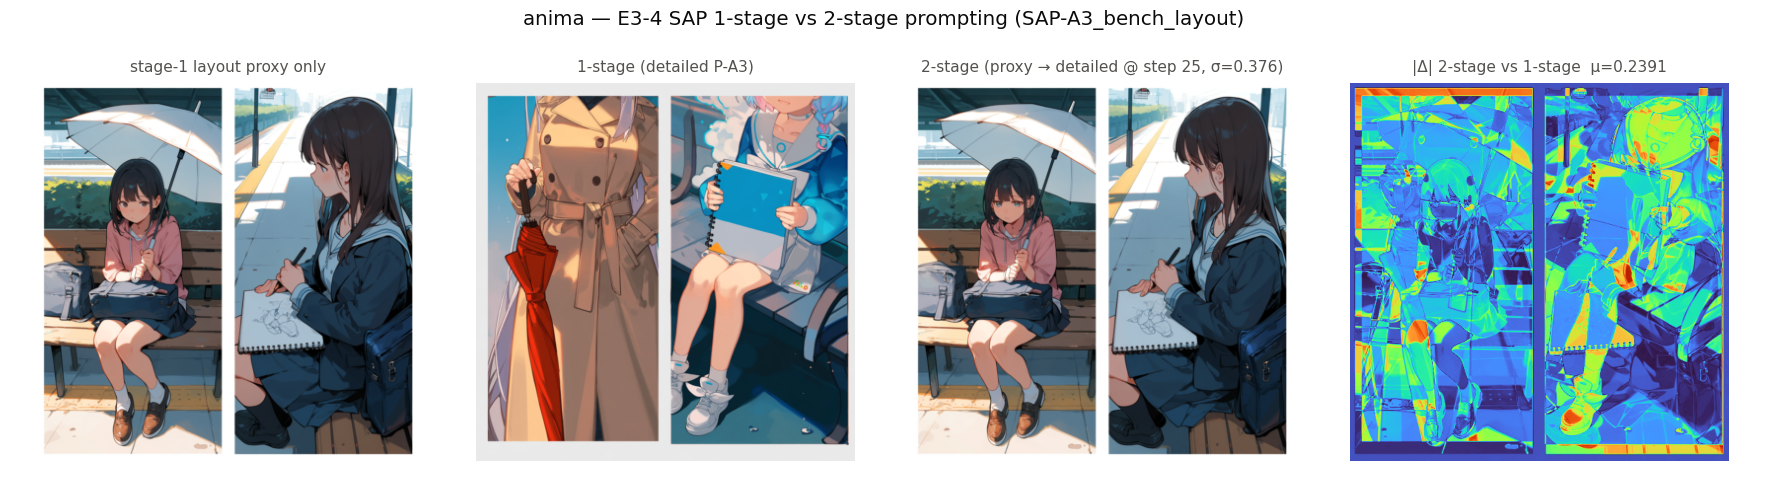 anima — E3-4 SAP 1-stage vs 2-stage prompting (SAP-A3_bench_layout)
stage-1 layout proxy only
1-stage (detailed P-A3)
2-stage (proxy → detailed @ step 25, σ=0.376)
|Δ| 2-stage vs 1-stage  μ=0.2391